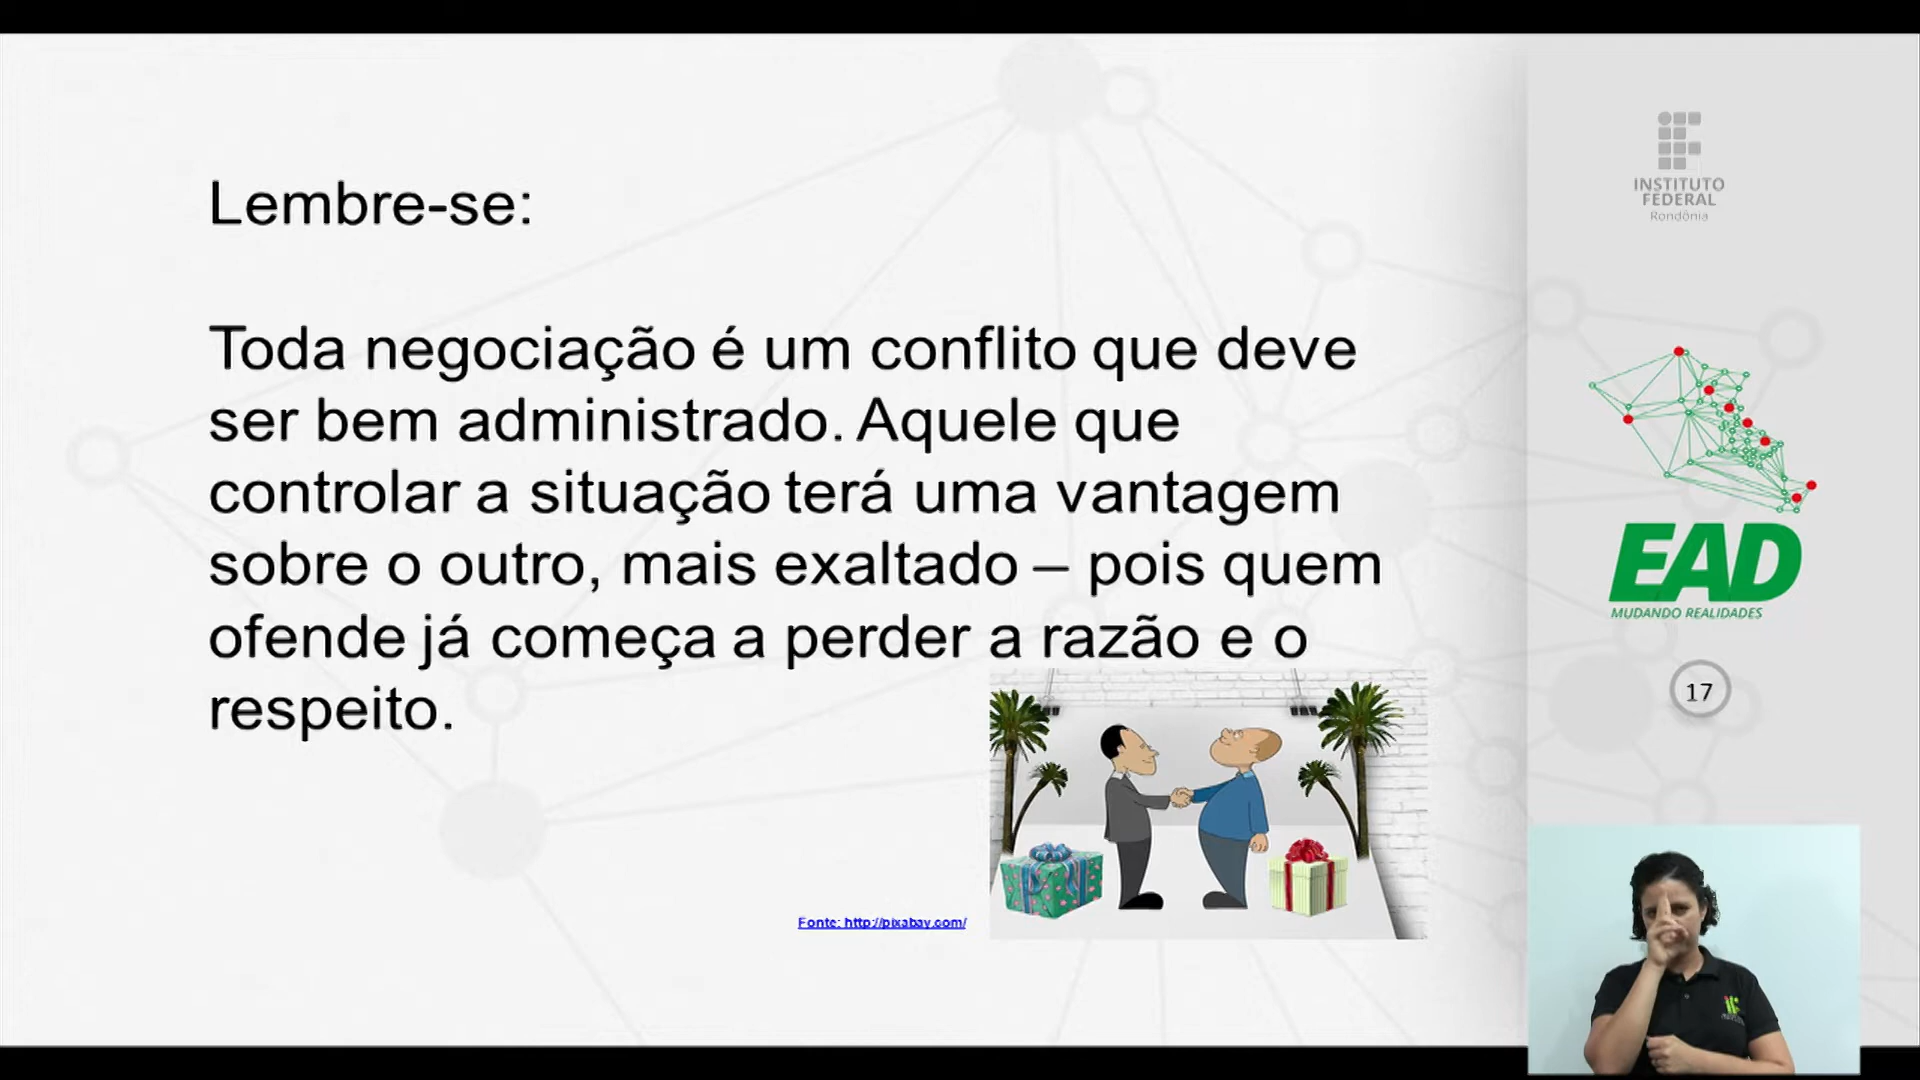 Lembre-se:
Toda negociação é um conflito que deve
ser bem administrado. Aquele que
controlar a situação terá uma vantagem
sobre o outro, mais exaltado – pois quem
ofende já começa a perder a razão e o
respeito.
Fonte: http://pixabay.com/
INSTITUTO
FEDERAL
Rondônia
EAD
MUDANDO REALIDADES
17